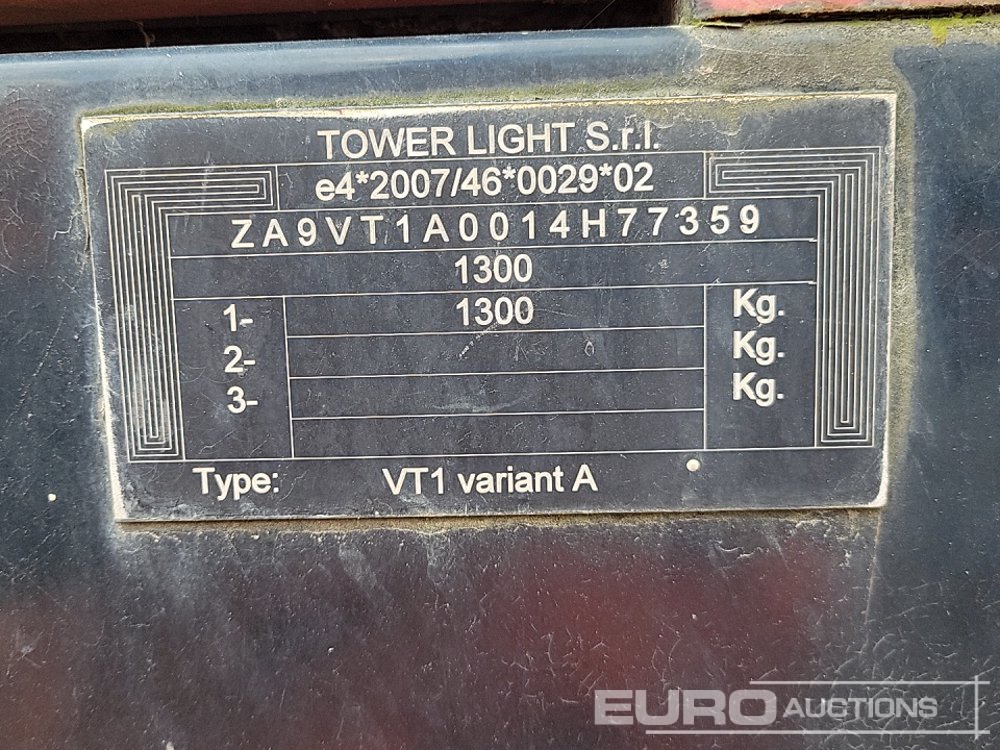 TOWER LIGHT S.r.l.
e4*2007/46*0029*02
ZA9VT1A0014H77359
1300
1- 1300 Kg.
2- Kg.
3- Kg.
Type: VT1 variant A
EURO AUCTIONS